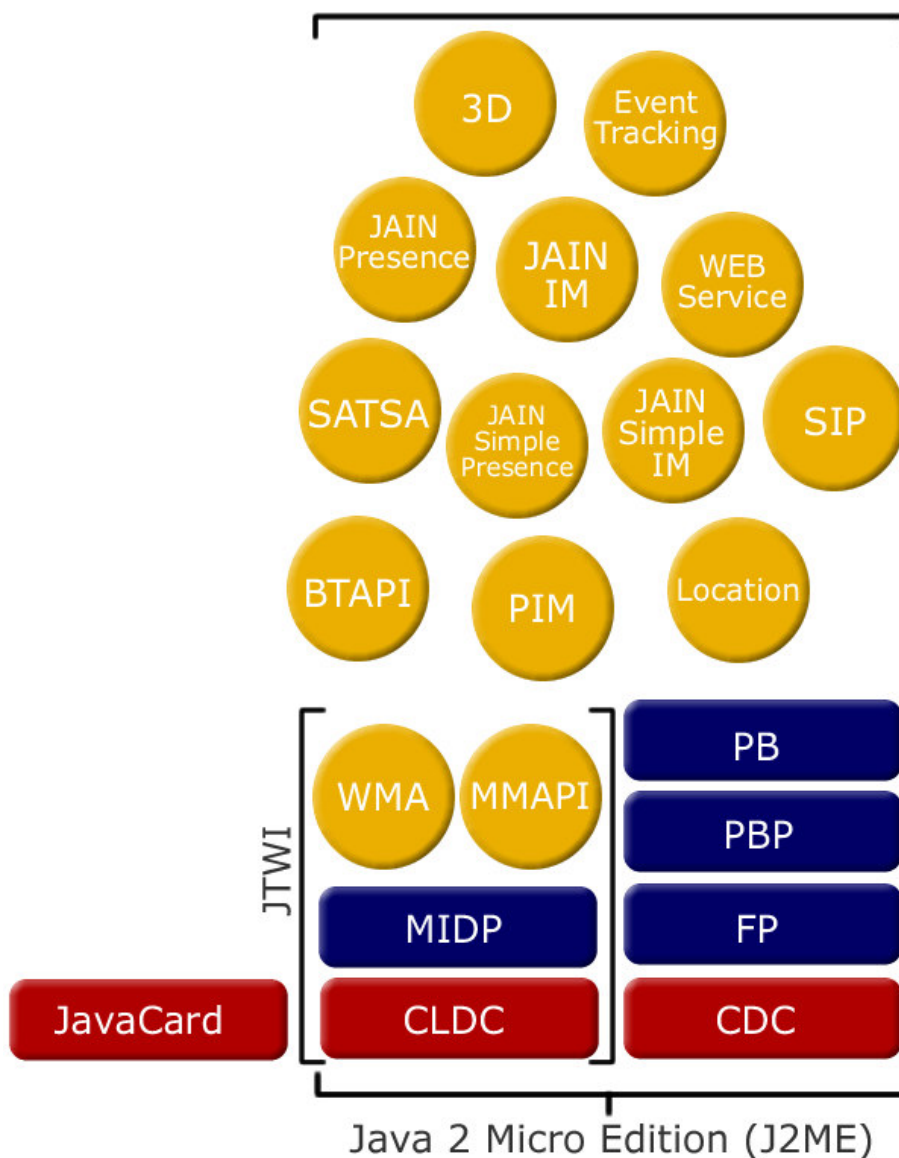 3D
Event
Tracking
JAIN
Presence
JAIN
IM
WEB
Service
SATSA
JAIN
Simple
Presence
JAIN
Simple
IM
SIP
BTAPI
PIM
Location
JTWI
WMA
MMAPI
PB
PBP
MIDP
FP
JavaCard
CLDC
CDC
Java 2 Micro Edition (J2ME)